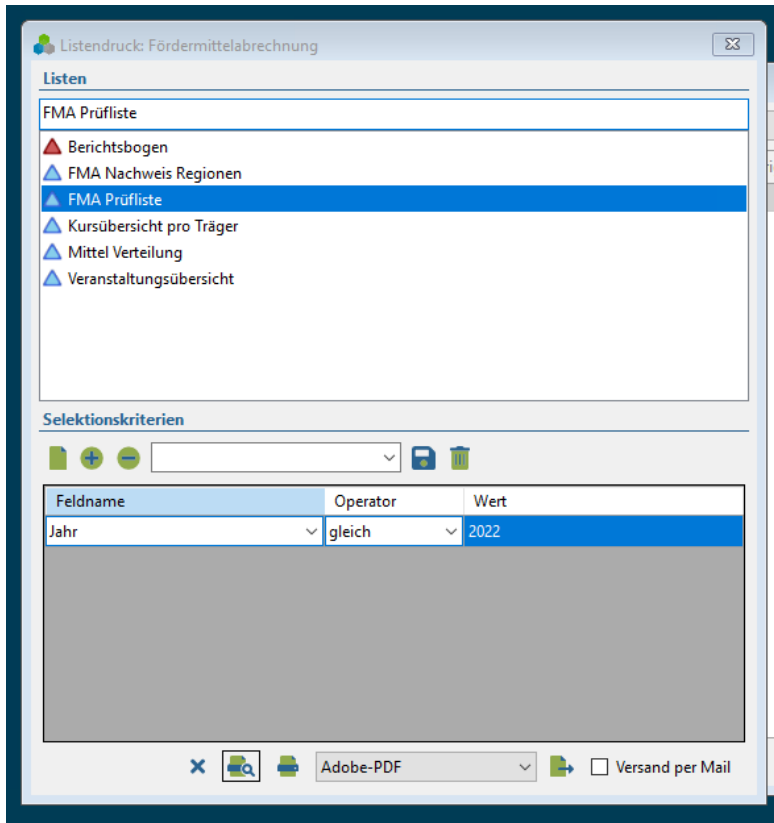 Listendruck: Fördermittelabrechnung
Listen
FMA Prüfliste
Berichtsbogen
FMA Nachweis Regionen
FMA Prüfliste
Kursübersicht pro Träger
Mittel Verteilung
Veranstaltungsübersicht
Selektionskriterien
Feldname Operator Wert
Jahr gleich 2022
Adobe-PDF Versand per Mail